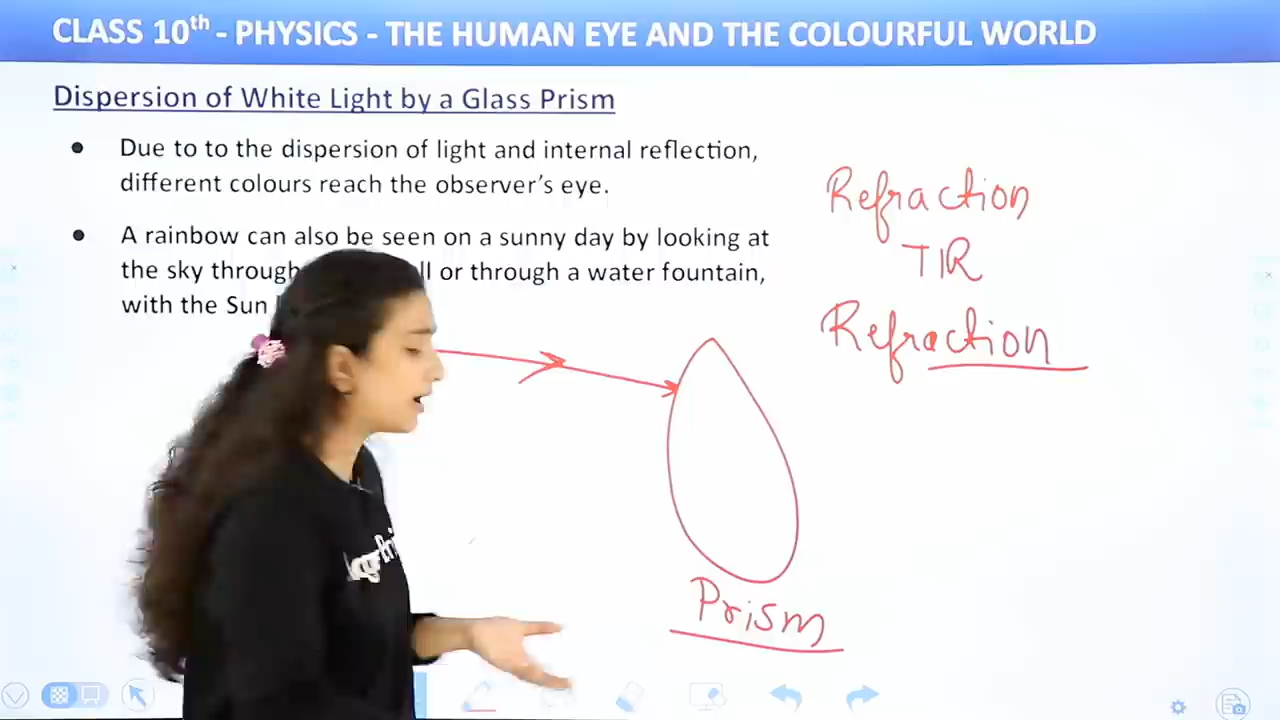 CLASS 10th - PHYSICS - THE HUMAN EYE AND THE COLOURFUL WORLD
Dispersion of White Light by a Glass Prism
• Due to to the dispersion of light and internal reflection,
different colours reach the observer's eye.
• A rainbow can also be seen on a sunny day by looking at
the sky through ll or through a water fountain,
with the Sun
Refraction
TIR
Refraction
Prism